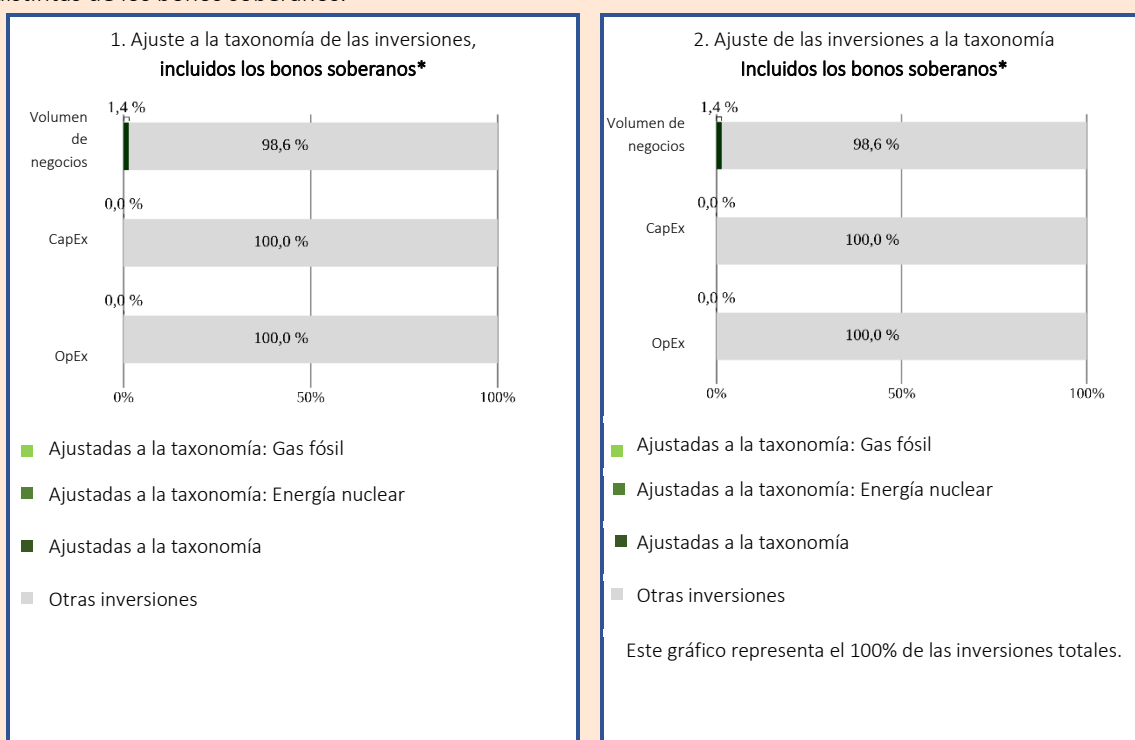 distintas de los bonos soberanos.
1. Ajuste a la taxonomía de las inversiones,
incluidos los bonos soberanos*
1,4 %
Volumen
de
negocios
98,6 %
0,0 %
CapEx
100,0 %
0,0 %
OpEx
100,0 %
0%
50%
100%
Ajustadas a la taxonomía: Gas fósil
Ajustadas a la taxonomía: Energía nuclear
Ajustadas a la taxonomía
Otras inversiones
2. Ajuste de las inversiones a la taxonomía
Incluidos los bonos soberanos*
1,4 %
Volumen de
negocios
98,6 %
0,0 %
CapEx
100,0 %
0,0 %
OpEx
100,0 %
0%
50%
100%
Ajustadas a la taxonomía: Gas fósil
Ajustadas a la taxonomía: Energía nuclear
Ajustadas a la taxonomía
Otras inversiones
Este gráfico representa el 100% de las inversiones totales.